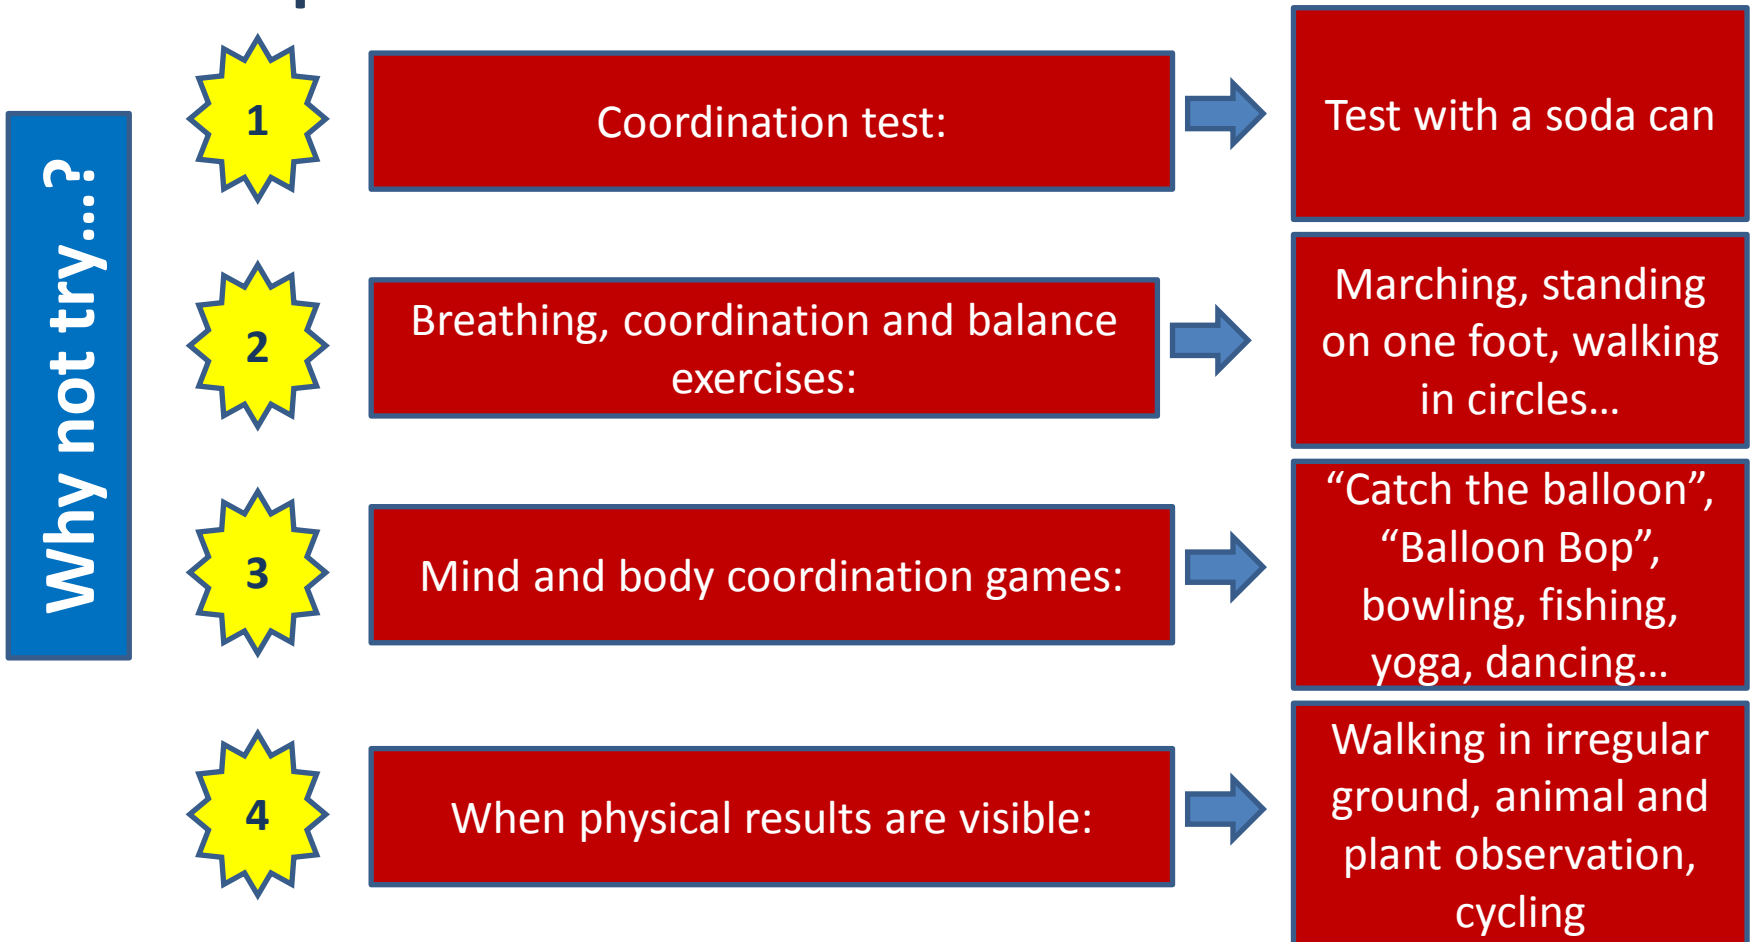 Why not try...?
1
Coordination test:
Test with a soda can
2
Breathing, coordination and balance
exercises:
Marching, standing
on one foot, walking
in circles…
3
Mind and body coordination games:
“Catch the balloon”,
“Balloon Bop”,
bowling, fishing,
yoga, dancing…
4
When physical results are visible:
Walking in irregular
ground, animal and
plant observation,
cycling